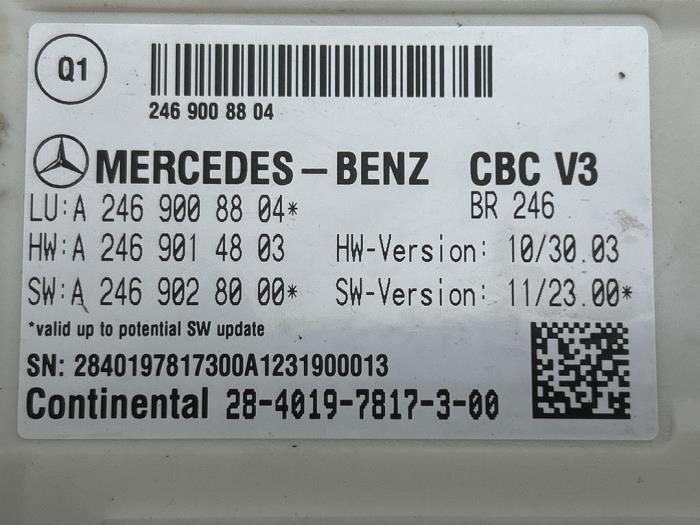 Q1
246 900 88 04
MERCEDES-BENZ CBC V3
LU:A 246 900 88 04* BR 246
HW:A 246 901 48 03 HW-Version: 10/30.03
SW:A 246 902 80 00* SW-Version: 11/23.00*
*valid up to potential SW update
SN: 2840197817300A1231900013
Continental 28-4019-7817-3-00